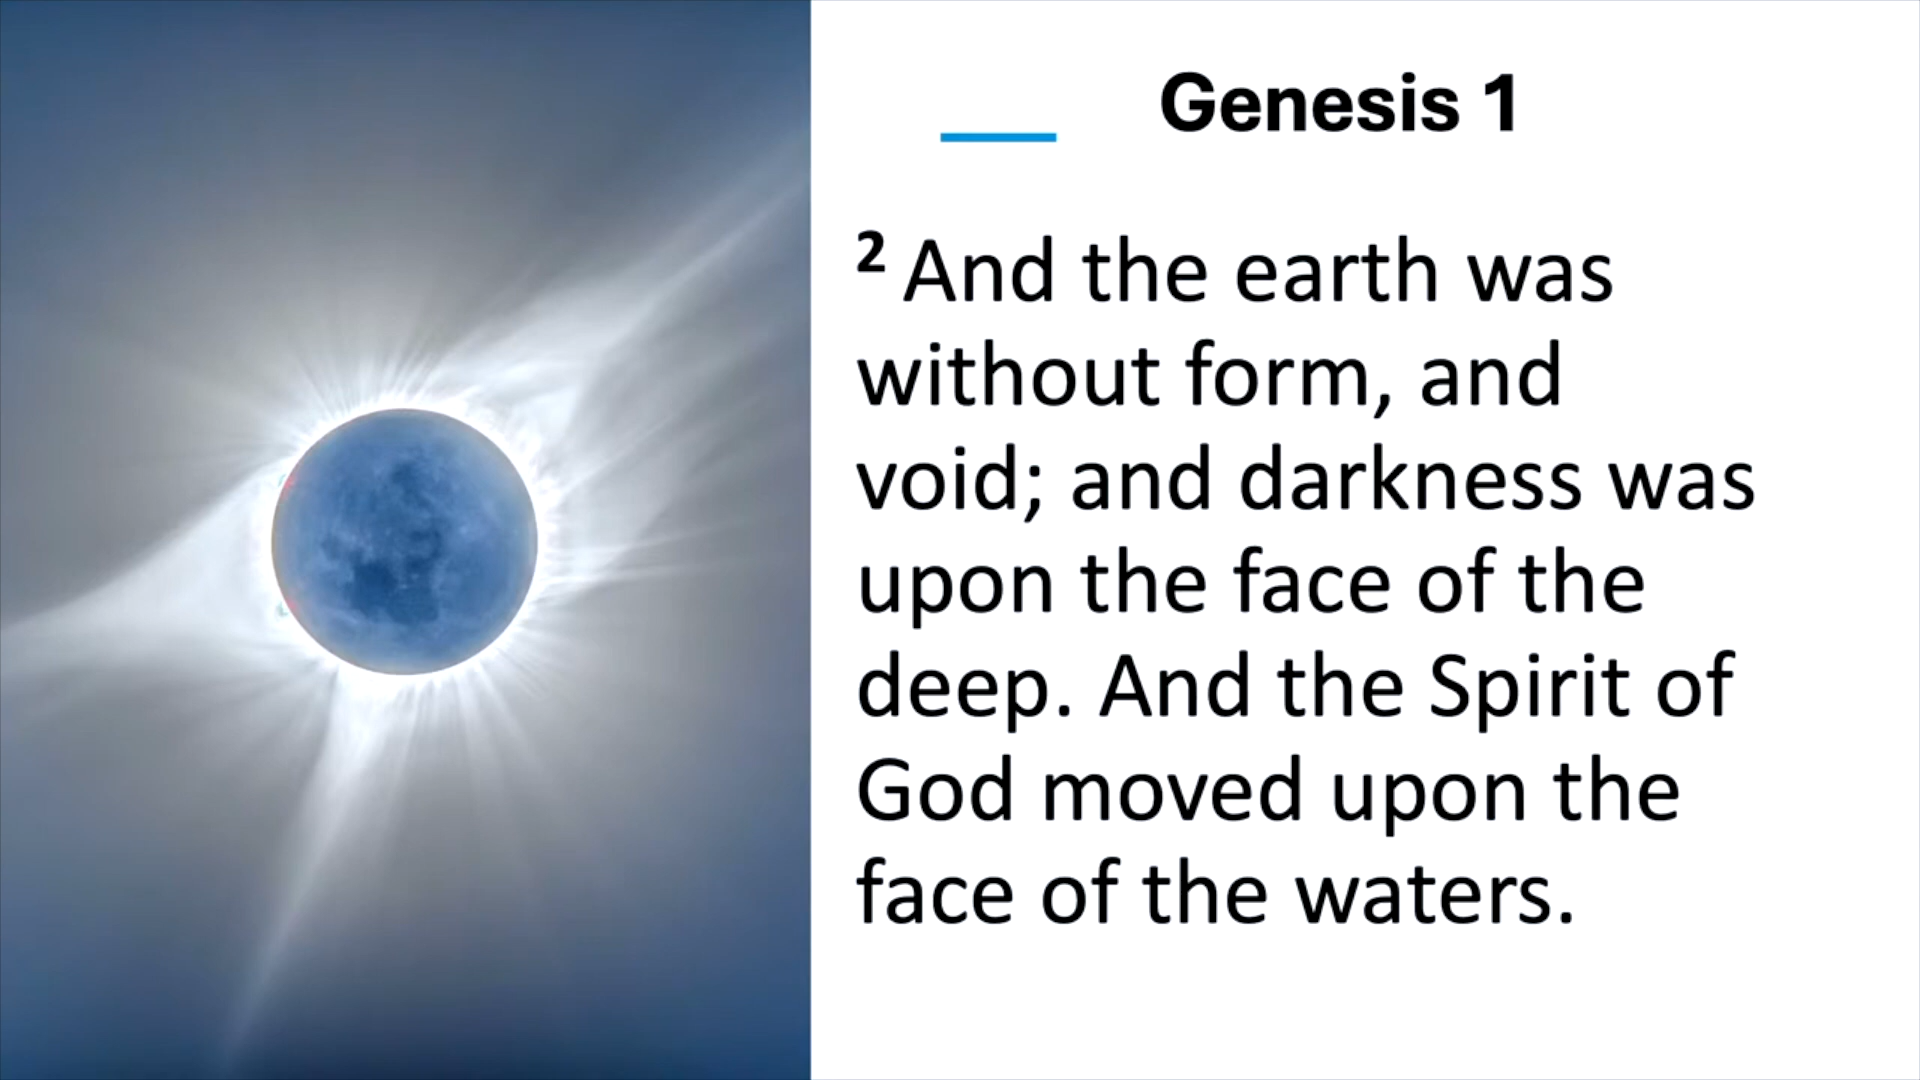 Genesis 1
2 And the earth was
without form, and
void; and darkness was
upon the face of the
deep. And the Spirit of
God moved upon the
face of the waters.